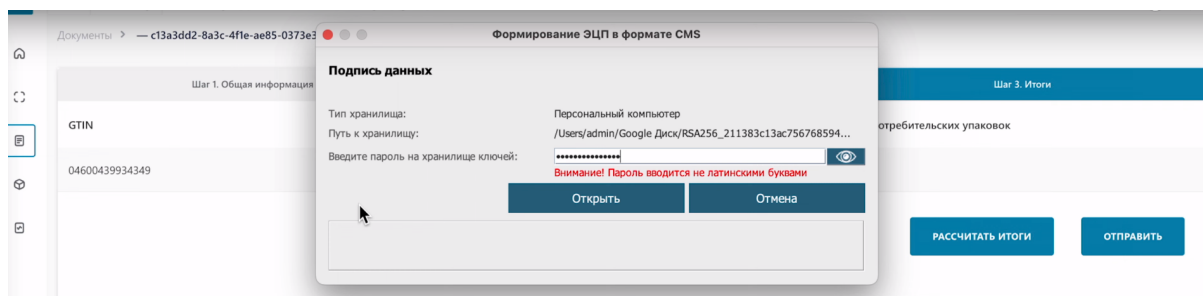 Документы > — c13a3dd2-8a3c-4f1e-ae85-0373e3
Формирование ЭЦП в формате CMS
Подпись данных
Шаг 1. Общая информация
Шаг 3. Итоги
Тип хранилища: Персональный компьютер
GTIN
отребительских упаковок
Путь к хранилищу: /Users/admin/Google Диск/RSA256_211383c13ac756768594...
Введите пароль на хранилище ключей: •••••••••••••••
04600439934349
Внимание! Пароль вводится не латинскими буквами
Открыть Отмена
РАССЧИТАТЬ ИТОГИ ОТПРАВИТЬ